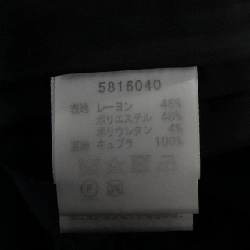 5816040
表地 レーヨン 48%
ポリエステル 48%
ポリウレタン 4%
裏地 キュプラ 100%